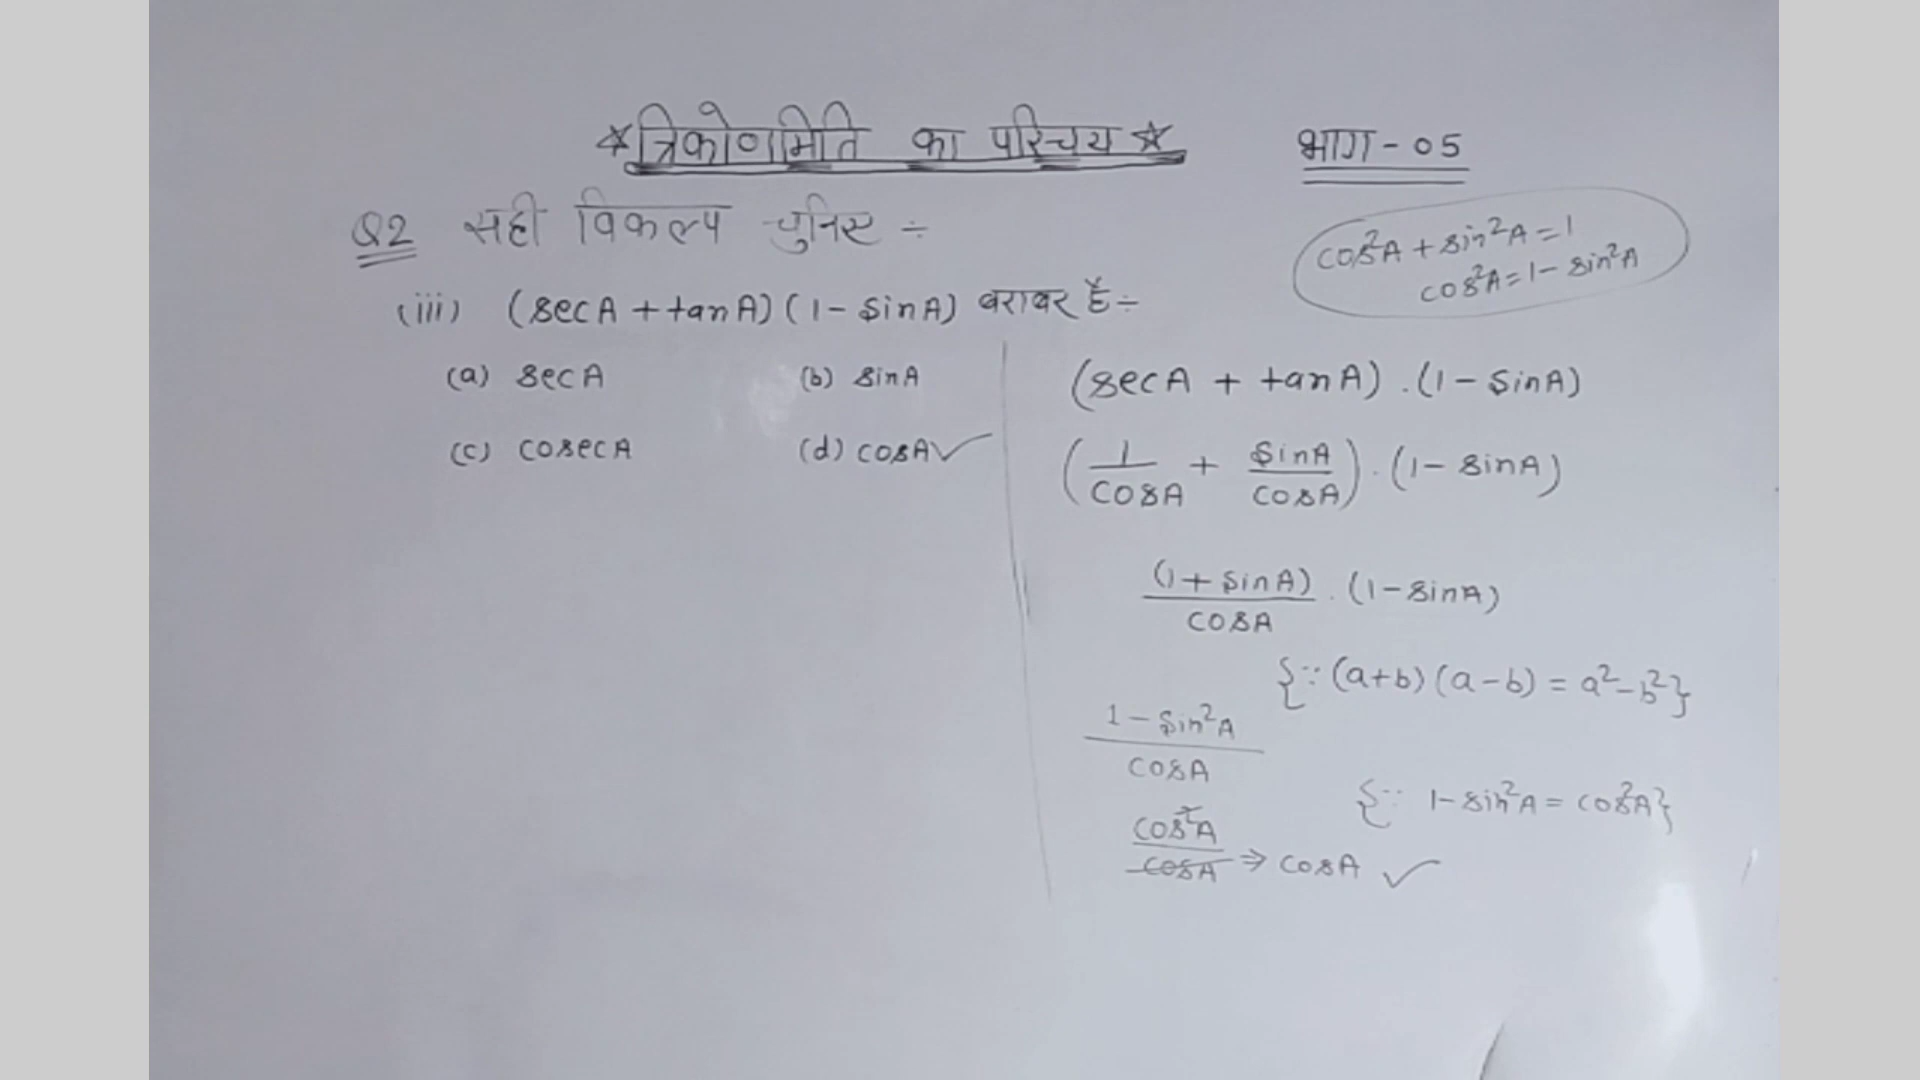 ☆त्रिकोणमिति का परिचय☆ भाग-05
Q2 सही विकल्प चुनिए ÷
cos²A + sin²A = 1
cos²A = 1 - sin²A
(iii) (secA + tanA) (1 - sinA) बराबर है ÷
(a) secA (b) sinA
(c) cosecA (d) cosA ✓
(secA + tanA) . (1 - sinA)
(1/cosA + sinA/cosA) . (1 - sinA)
(1 + sinA)/cosA . (1 - sinA)
{∵ (a+b) (a-b) = a² - b²}
1 - sin²A/cosA
{∵ 1 - sin²A = cos²A}
cos²A/cosA ⇒ cosA ✓